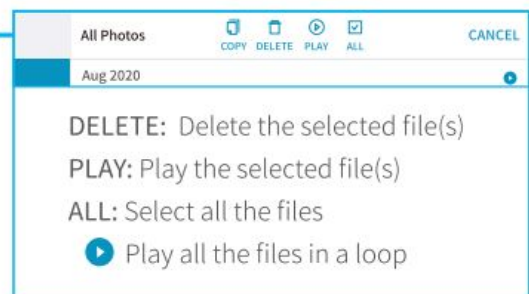 All Photos COPY DELETE PLAY ALL CANCEL
Aug 2020
DELETE: Delete the selected file(s)
PLAY: Play the selected file(s)
ALL: Select all the files
Play all the files in a loop